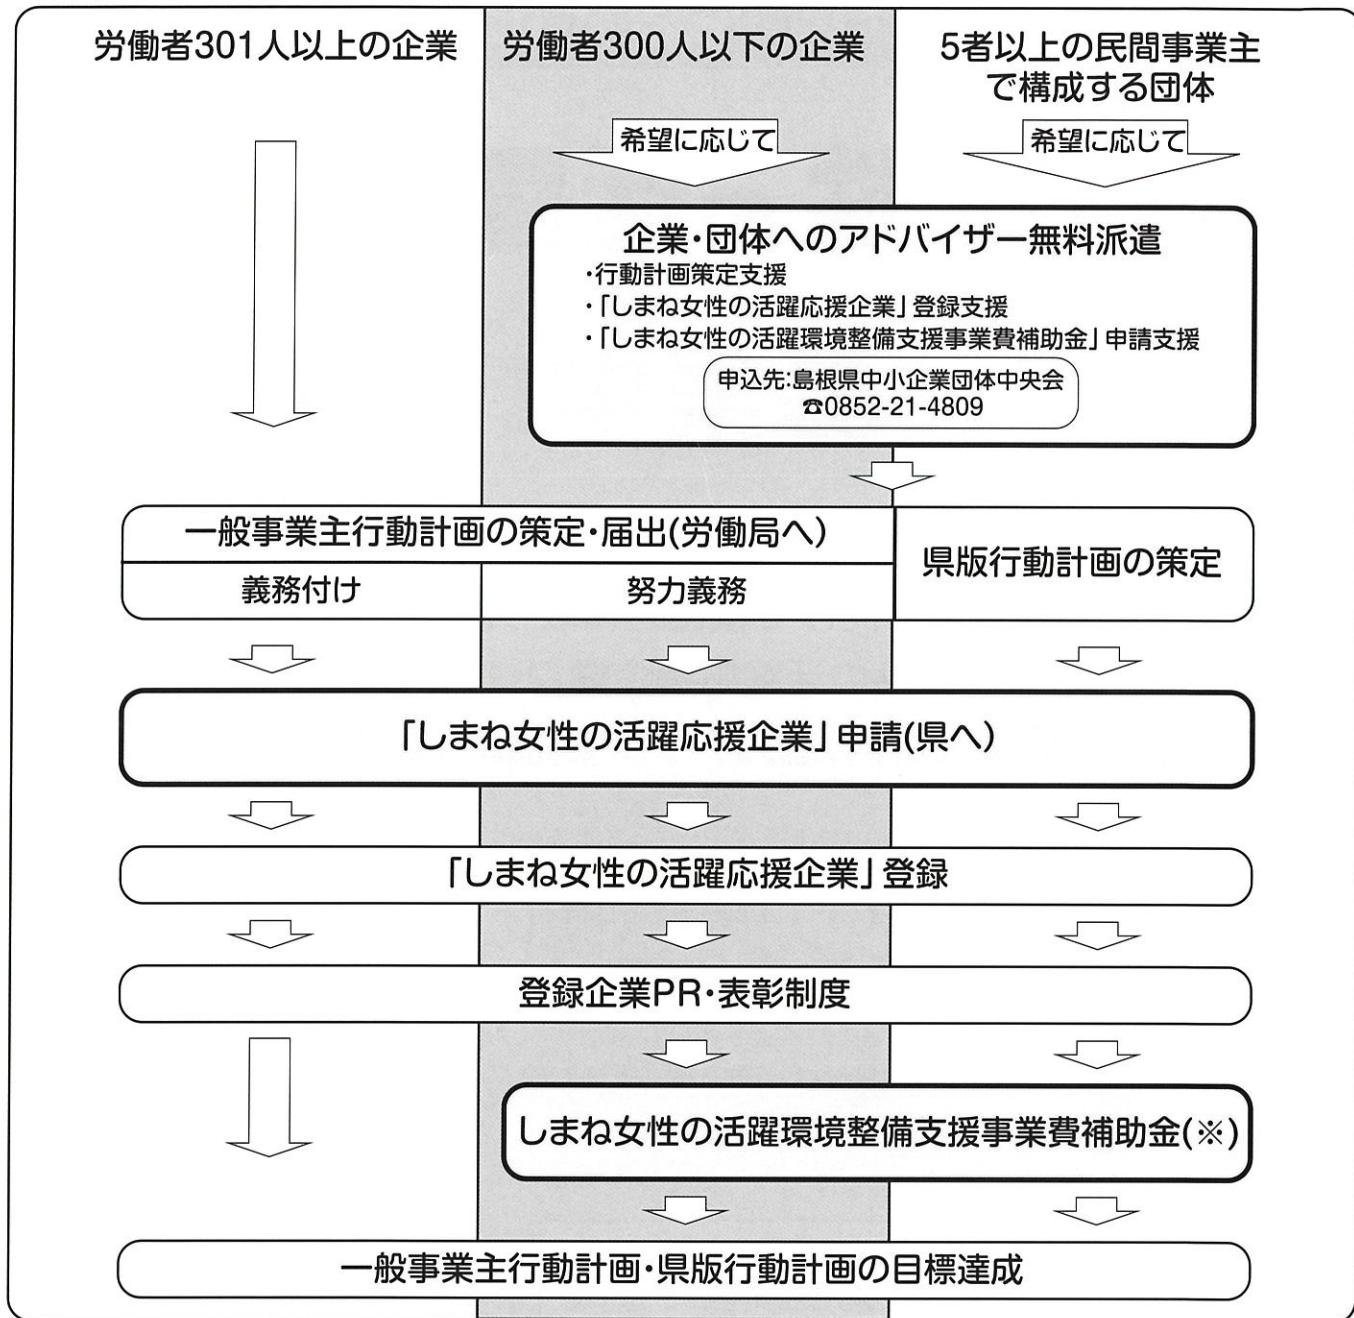 労働者301人以上の企業
労働者300人以下の企業
5者以上の民間事業主
で構成する団体
希望に応じて
希望に応じて
企業・団体へのアドバイザー無料派遣
・行動計画策定支援
・「しまね女性の活躍応援企業」登録支援
・「しまね女性の活躍環境整備支援事業費補助金」申請支援
申込先:島根県中小企業団体中央会
☎0852-21-4809
一般事業主行動計画の策定・届出(労働局へ)
義務付け
努力義務
県版行動計画の策定
「しまね女性の活躍応援企業」申請(県へ)
「しまね女性の活躍応援企業」登録
登録企業PR・表彰制度
しまね女性の活躍環境整備支援事業費補助金(※)
一般事業主行動計画・県版行動計画の目標達成